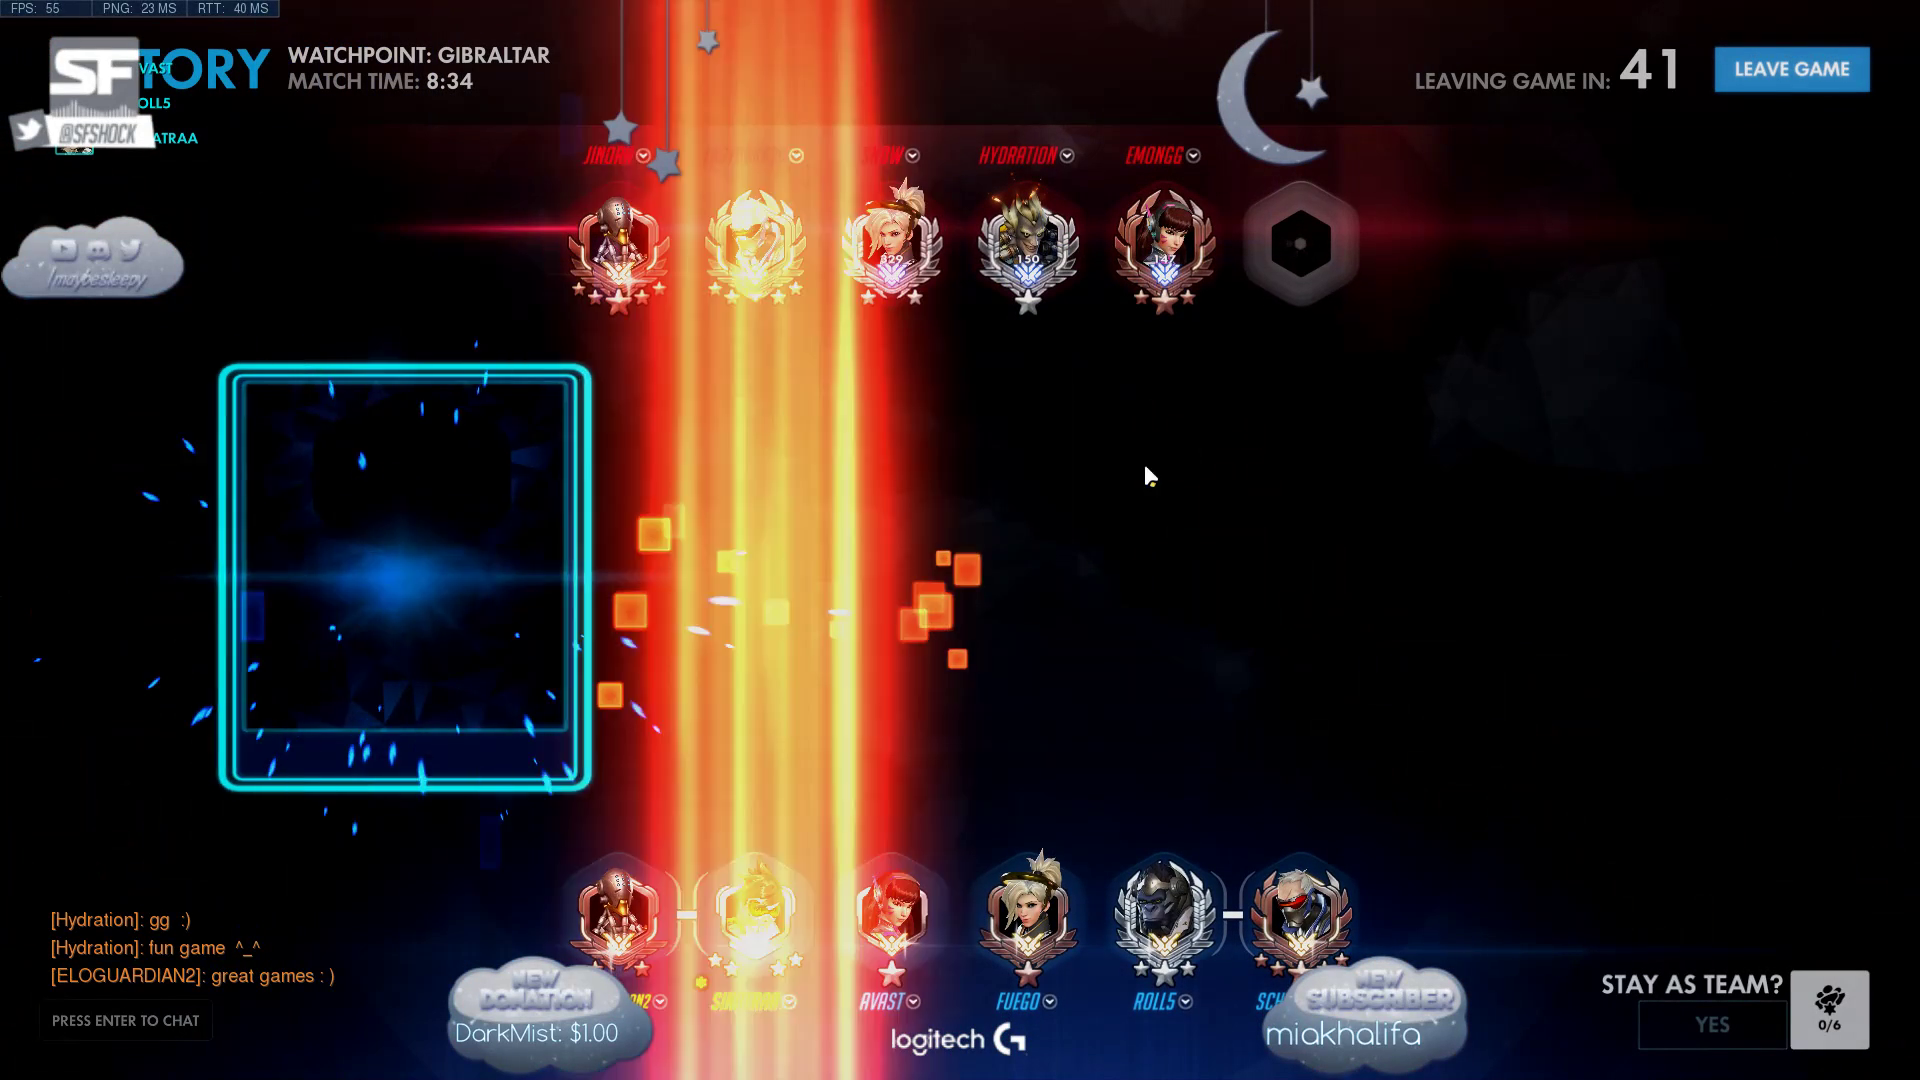 FPS: 55 PNG: 23 MS RTT: 40 MS
SF
TORY
WATCHPOINT: GIBRALTAR
MATCH TIME: 8:34
LEAVING GAME IN: 41
LEAVE GAME
VAST
OLL5
@SFSHOCK
ATRAA
HYDRATION
EMONGG
/maybesleepy
329
150
147
[Hydration]: gg :)
[Hydration]: fun game ^_^
[ELOGUARDIAN2]: great games : )
PRESS ENTER TO CHAT
NEW DONATION
DarkMist: $1.00
AVAST
FUEGO
ROLL5
logitech G
NEW SUBSCRIBER
miakhalifa
STAY AS TEAM?
YES
0/6